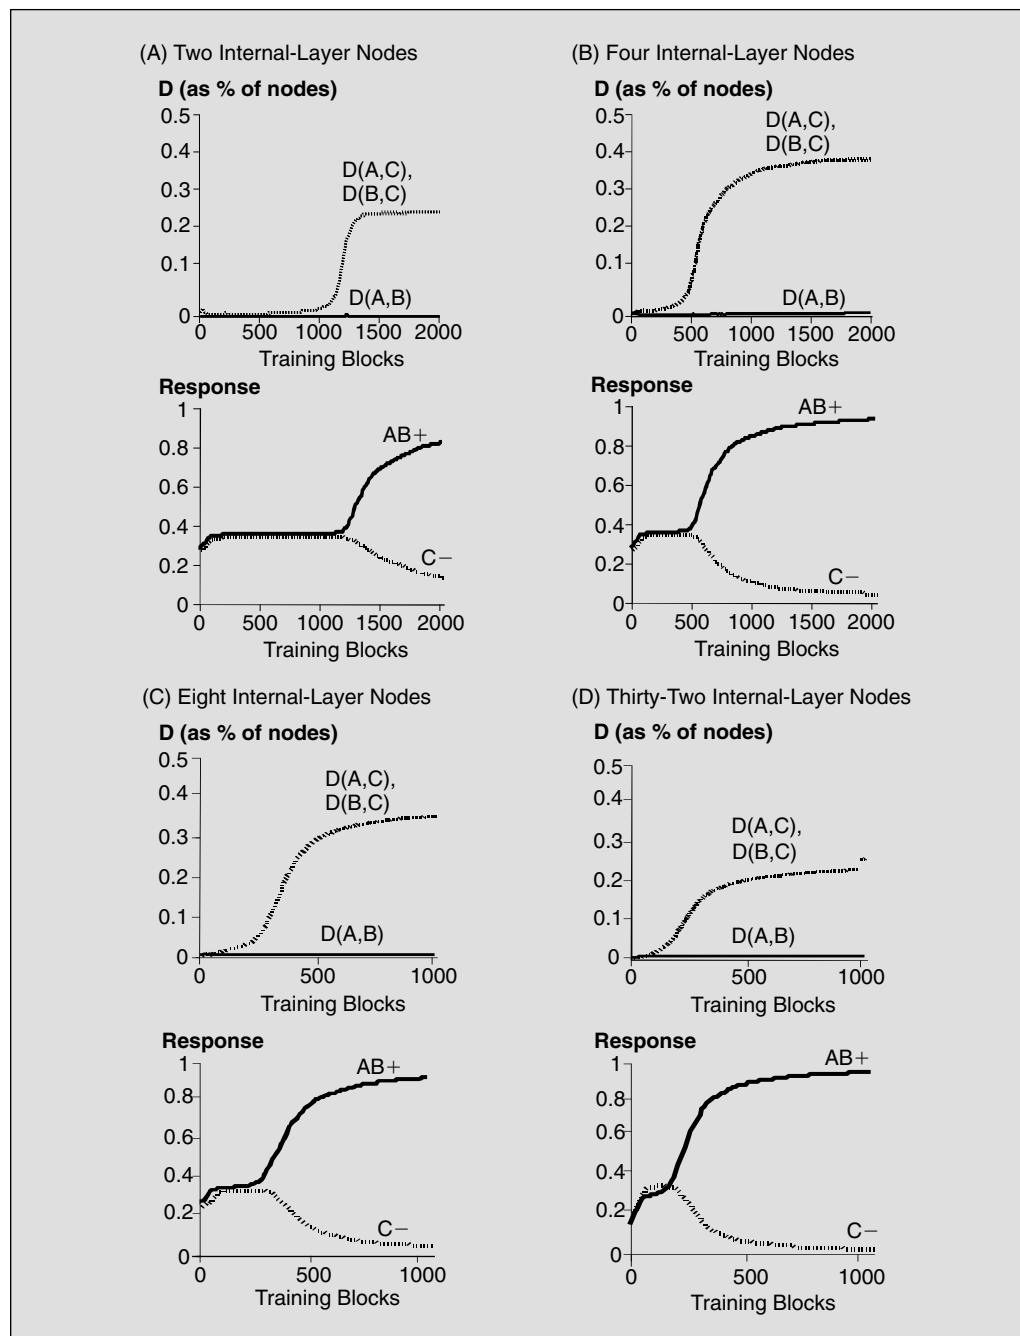 (A) Two Internal-Layer Nodes
D (as % of nodes)
0.5
0.4
0.3
0.2
0.1
0
D(A,C),
D(B,C)
D(A,B)
0 500 1000 1500 2000
Training Blocks
Response
1
0.8
0.6
0.4
0.2
0
AB+
C−
0 500 1000 1500 2000
Training Blocks
(B) Four Internal-Layer Nodes
D (as % of nodes)
0.5
0.4
0.3
0.2
0.1
0
D(A,C),
D(B,C)
D(A,B)
0 500 1000 1500 2000
Training Blocks
Response
1
0.8
0.6
0.4
0.2
0
AB+
C−
0 500 1000 1500 2000
Training Blocks
(C) Eight Internal-Layer Nodes
D (as % of nodes)
0.5
0.4
0.3
0.2
0.1
0
D(A,C),
D(B,C)
D(A,B)
0 500 1000
Training Blocks
Response
1
0.8
0.6
0.4
0.2
0
AB+
C−
0 500 1000
Training Blocks
(D) Thirty-Two Internal-Layer Nodes
D (as % of nodes)
0.5
0.4
0.3
0.2
0.1
0
D(A,C),
D(B,C)
D(A,B)
0 500 1000
Training Blocks
Response
1
0.8
0.6
0.4
0.2
0
AB+
C−
0 500 1000
Training Blocks